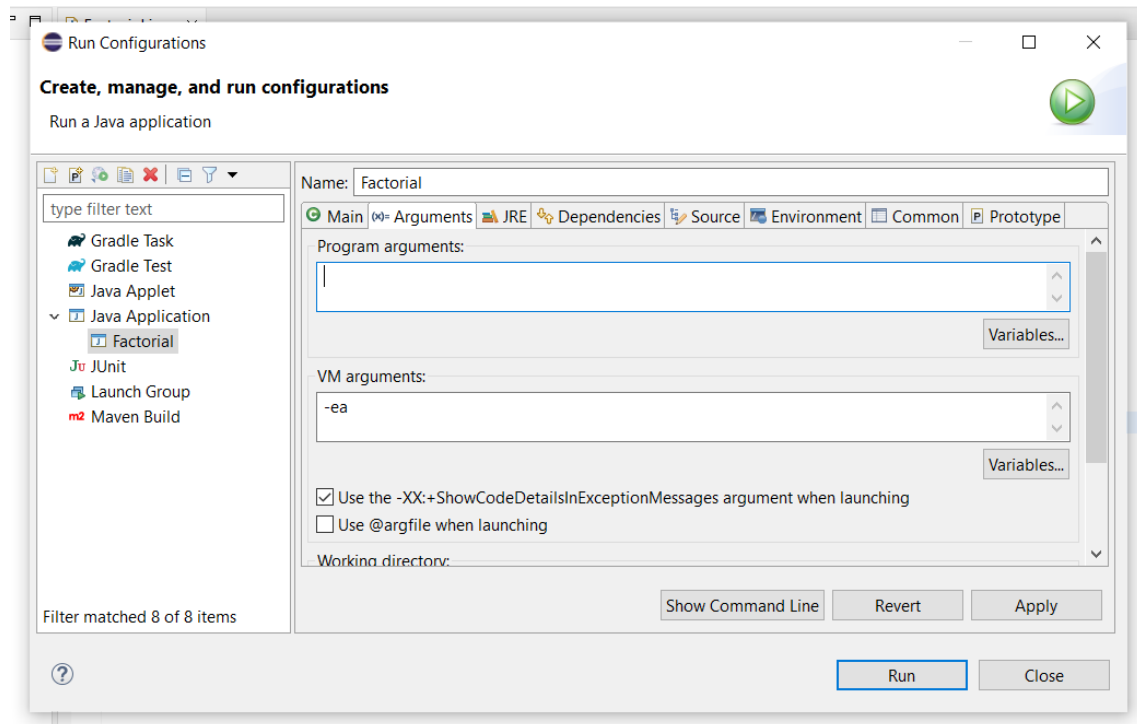 Run Configurations
Create, manage, and run configurations
Run a Java application
type filter text
Gradle Task
Gradle Test
Java Applet
Java Application
Factorial
Ju JUnit
Launch Group
m2 Maven Build
Filter matched 8 of 8 items
Name: Factorial
Main (x)= Arguments JRE Dependencies Source Environment Common P Prototype
Program arguments:
Variables...
VM arguments:
-ea
Variables...
Use the -XX:+ShowCodeDetailsInExceptionMessages argument when launching
Use @argfile when launching
Working directory:
Show Command Line Revert Apply
? Run Close